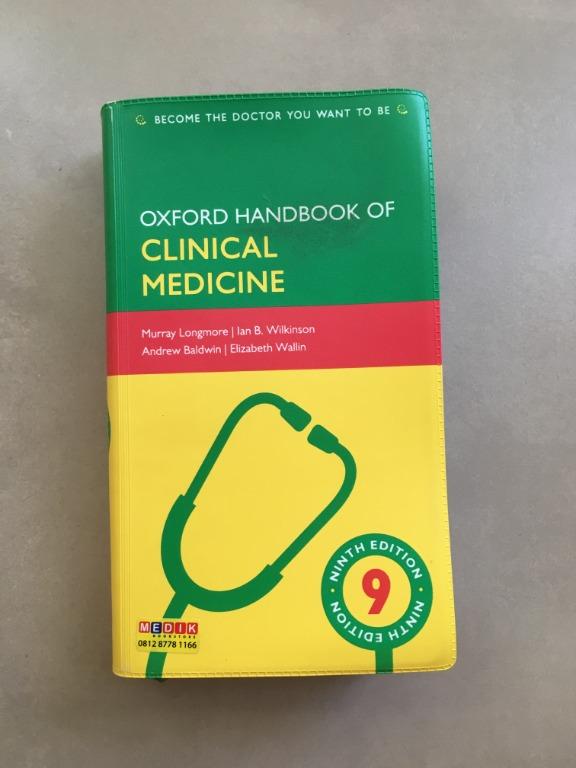 BECOME THE DOCTOR YOU WANT TO BE
OXFORD HANDBOOK OF
CLINICAL
MEDICINE
Murray Longmore | Ian B. Wilkinson
Andrew Baldwin | Elizabeth Wallin
NINTH EDITION • NINTH EDITION •
9
MEDIK
BOOKSTORE
0812 8778 1166